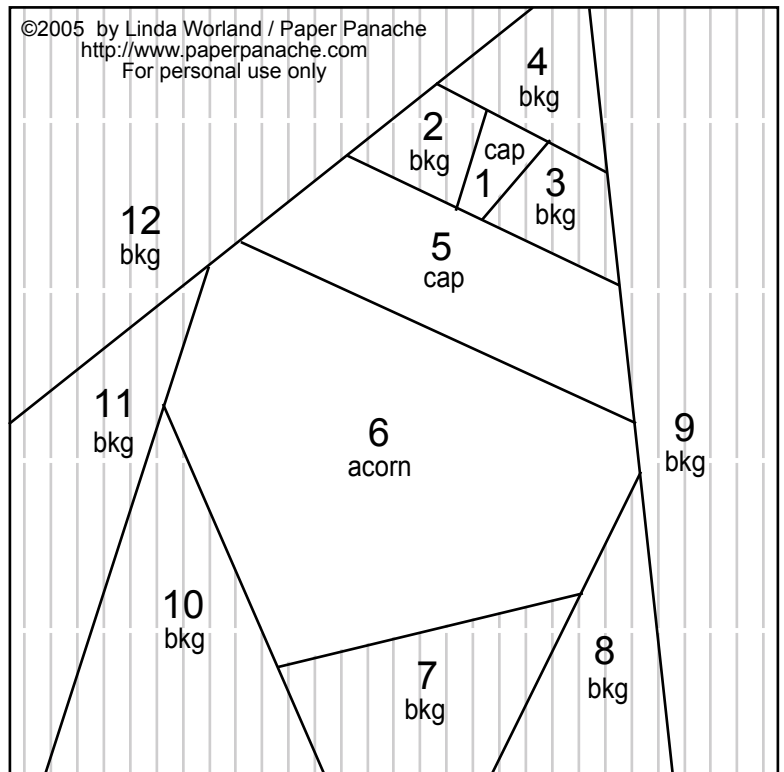 ©2005 by Linda Worland / Paper Panache
http://www.paperpanache.com
For personal use only
4
bkg
2
bkg
cap
1
3
bkg
12
bkg
5
cap
11
bkg
6
acorn
9
bkg
10
bkg
7
bkg
8
bkg